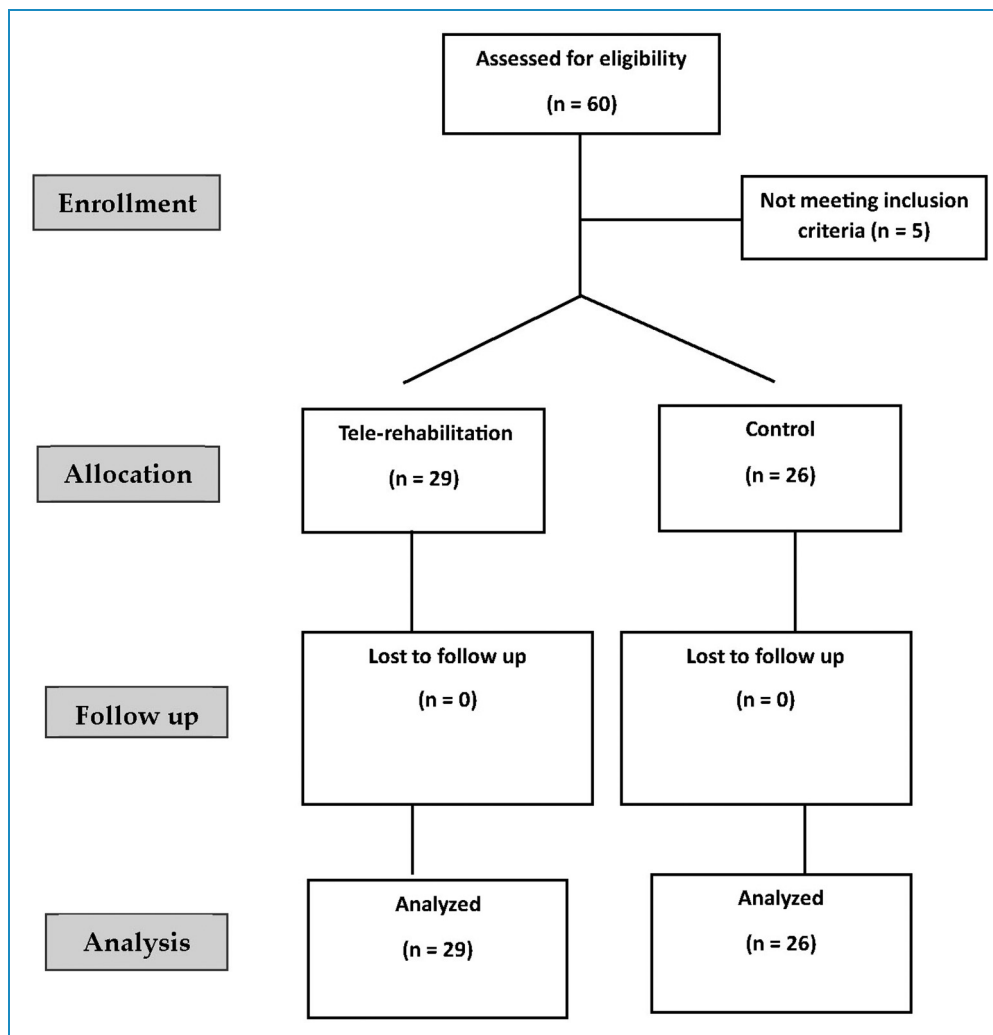 Assessed for eligibility
(n = 60)
Enrollment
Not meeting inclusion
criteria (n = 5)
Allocation
Tele-rehabilitation
(n = 29)
Control
(n = 26)
Follow up
Lost to follow up
(n = 0)
Lost to follow up
(n = 0)
Analysis
Analyzed
(n = 29)
Analyzed
(n = 26)